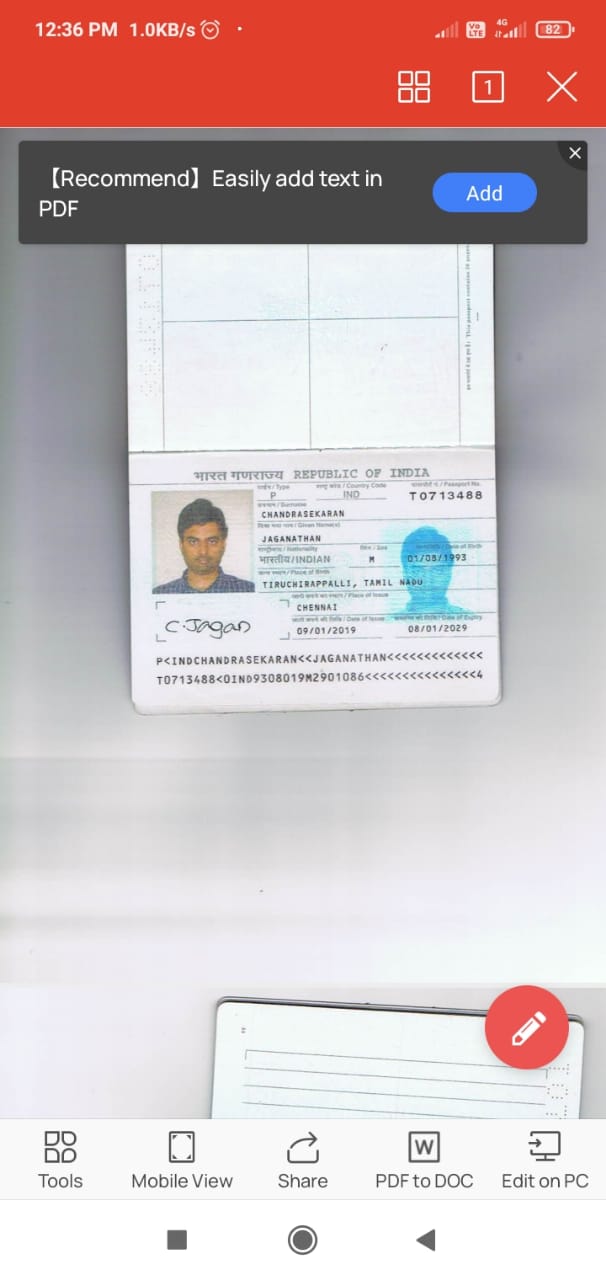 12:36 PM 1.0KB/s
Vo LTE 4G 82
1
【Recommend】Easily add text in PDF
Add
भारत गणराज्य REPUBLIC OF INDIA
टाईप / Type
राष्ट्र कोड / Country Code
पासपोर्ट नं. / Passport No.
P
IND
T0713488
उपनाम / Surname
CHANDRASEKARAN
दिया गया नाम / Given Name(s)
JAGANATHAN
राष्ट्रीयता / Nationality
लिंग / Sex
Date of Birth
भारतीय/INDIAN
M
01/08/1993
जन्म स्थान / Place of Birth
TIRUCHIRAPPALLI, TAMIL NADU
जारी करने का स्थान / Place of Issue
CHENNAI
जारी करने की तिथि / Date of Issue
समाप्ति की तिथि / Date of Expiry
09/01/2019
08/01/2029
C.Jagan
P<INDCHANDRASEKARAN<<JAGANATHAN<<<<<<<<<<<<<
T0713488<0IND9308019M2901086<<<<<<<<<<<<<<<4
Tools
Mobile View
Share
W
PDF to DOC
Edit on PC